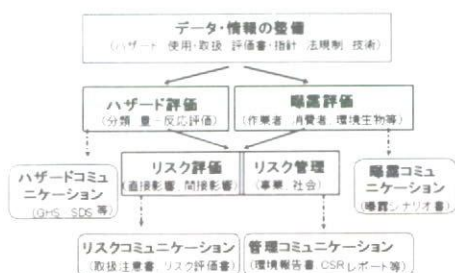 データ・情報の整備
(ハザード 使用・取扱 評価書・指針 法規制 技術)
ハザード評価
(分類 量－反応評価)
曝露評価
(作業者 消費者、環境生物等)
リスク評価
(直接影響、間接影響)
リスク管理
(事業、社会)
ハザードコミュ
ニケーション
(GHS、SDS等)
曝露コミュ
ニケーション
(曝露シナリオ書)
リスクコミュニケーション
(取扱注意書、リスク評価書)
管理コミュニケーション
(環境報告書、CSRレポート等)